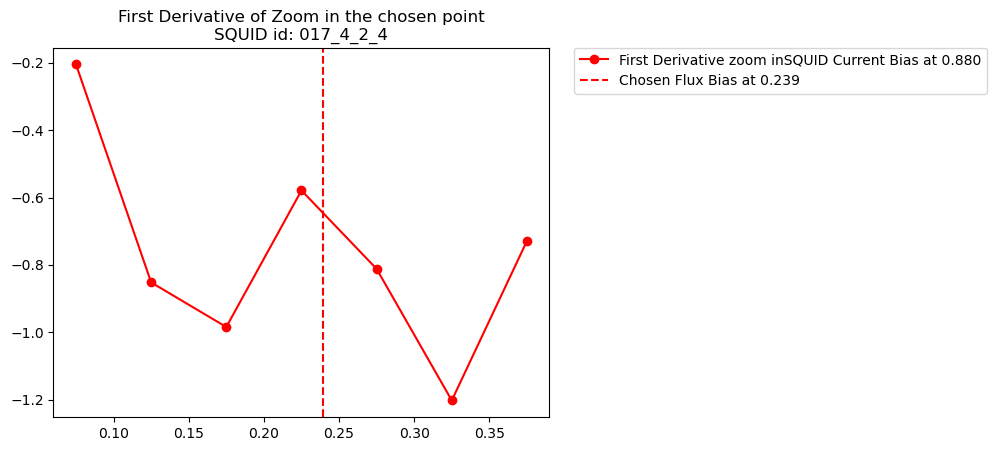 First Derivative of Zoom in the chosen point
SQUID id: 017_4_2_4
First Derivative zoom inSQUID Current Bias at 0.880
Chosen Flux Bias at 0.239
−0.2
−0.4
−0.6
−0.8
−1.0
−1.2
0.10 0.15 0.20 0.25 0.30 0.35